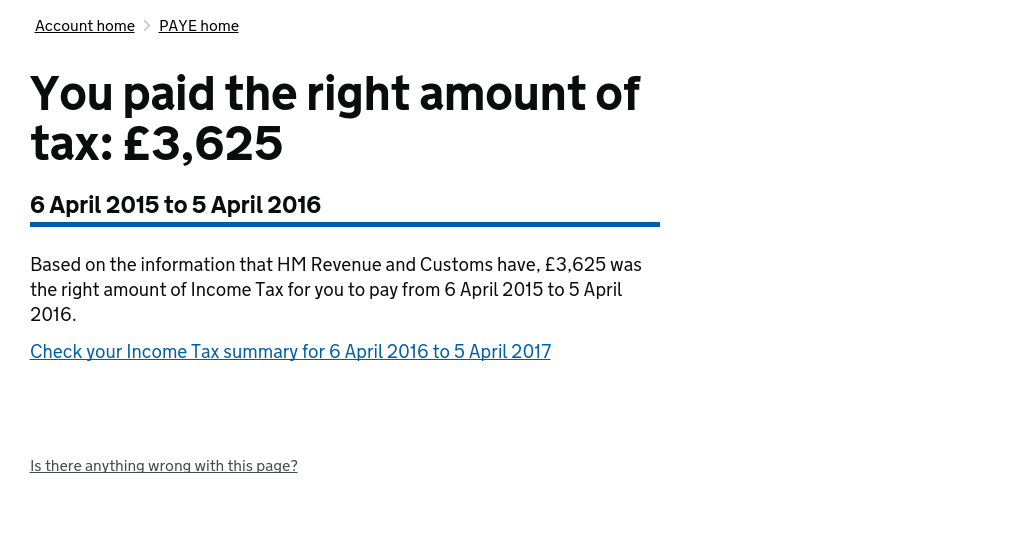 Account home
PAYE home
You paid the right amount of
tax: £3,625
6 April 2015 to 5 April 2016
Based on the information that HM Revenue and Customs have, £3,625 was
the right amount of Income Tax for you to pay from 6 April 2015 to 5 April
2016.
Check your Income Tax summary for 6 April 2016 to 5 April 2017
Is there anything wrong with this page?